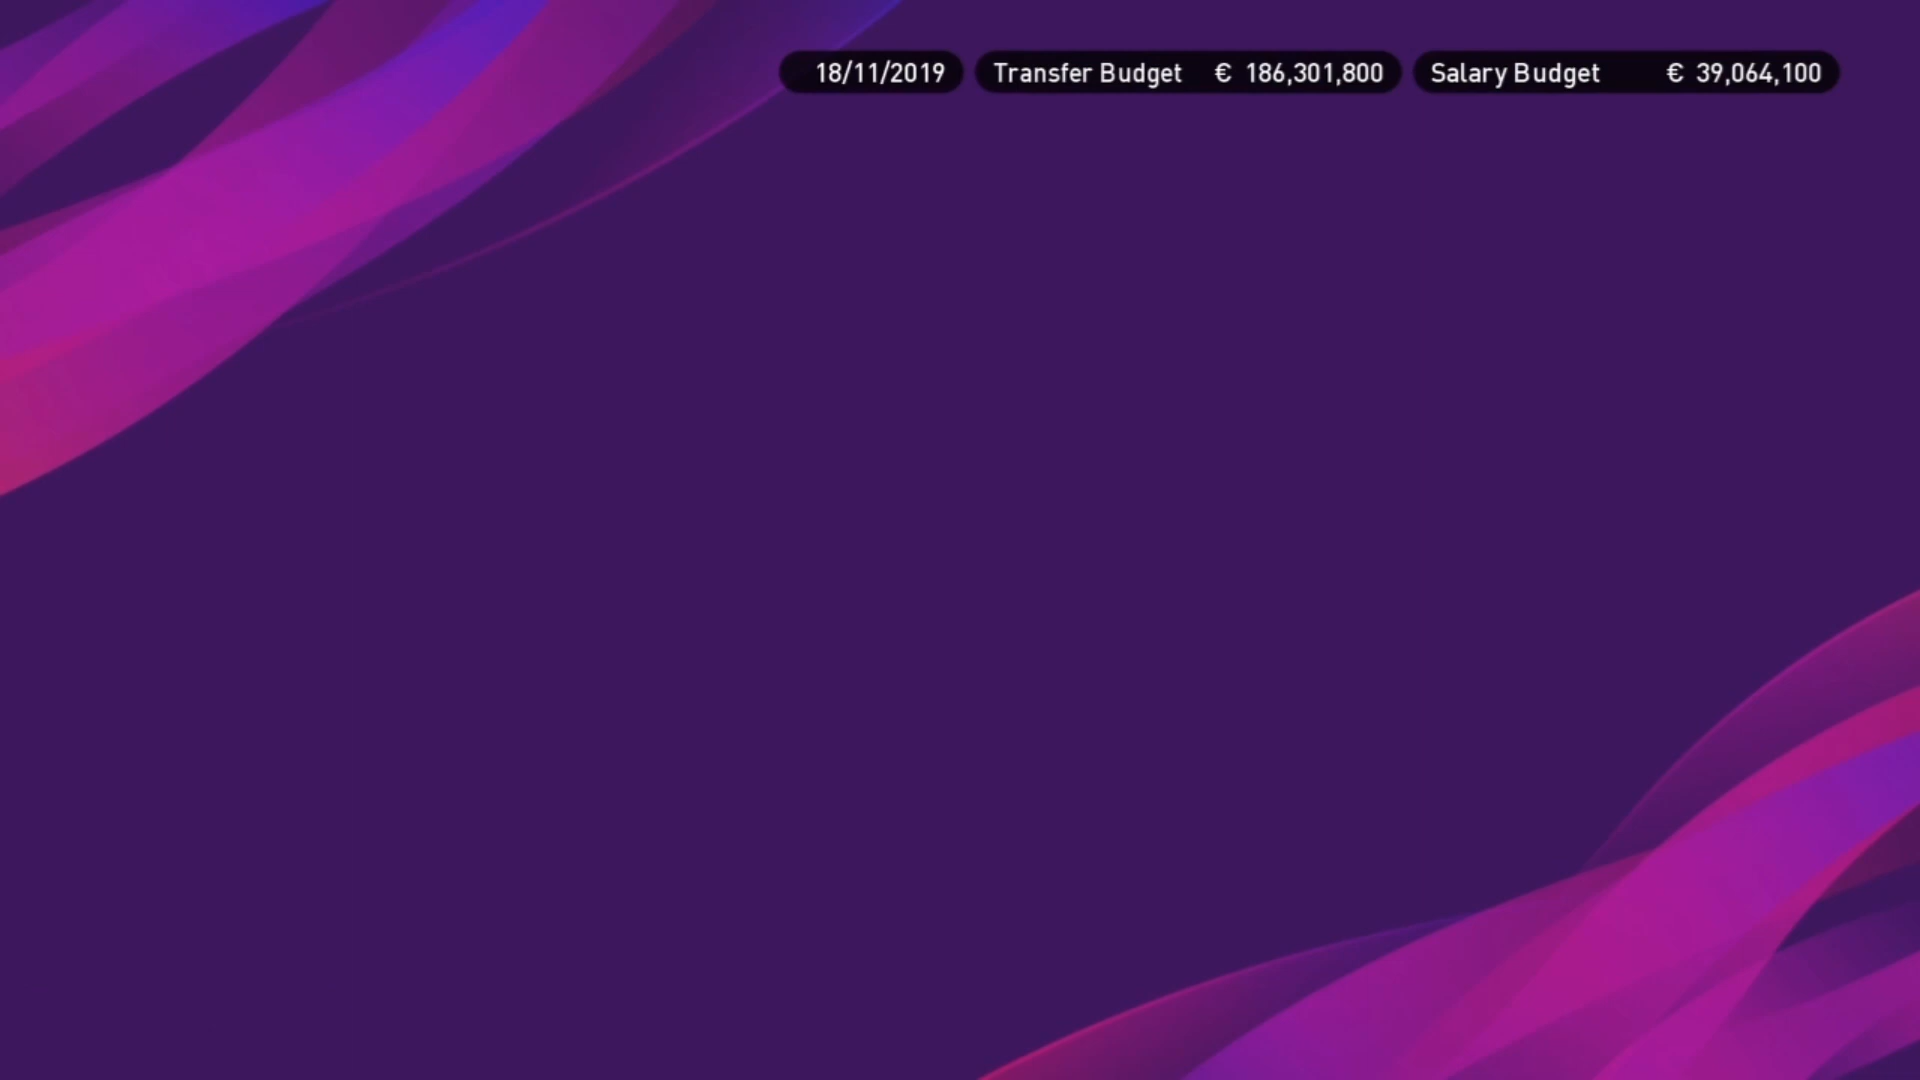 18/11/2019 Transfer Budget € 186,301,800 Salary Budget € 39,064,100